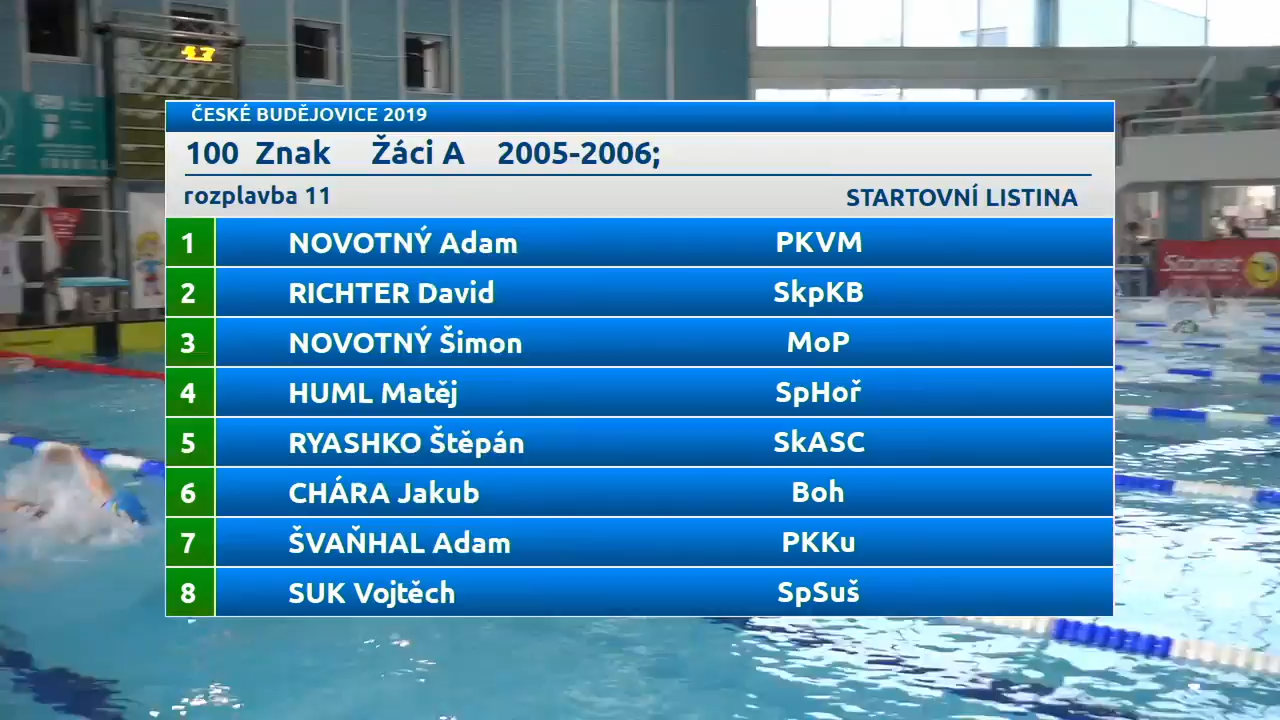 47
ČESKÉ BUDĚJOVICE 2019
100 Znak Žáci A 2005-2006;
rozplavba 11 STARTOVNÍ LISTINA
1 NOVOTNÝ Adam PKVM
2 RICHTER David SkpKB
3 NOVOTNÝ Šimon MoP
4 HUML Matěj SpHoř
5 RYASHKO Štěpán SkASC
6 CHÁRA Jakub Boh
7 ŠVAŇHAL Adam PKKu
8 SUK Vojtěch SpSuš